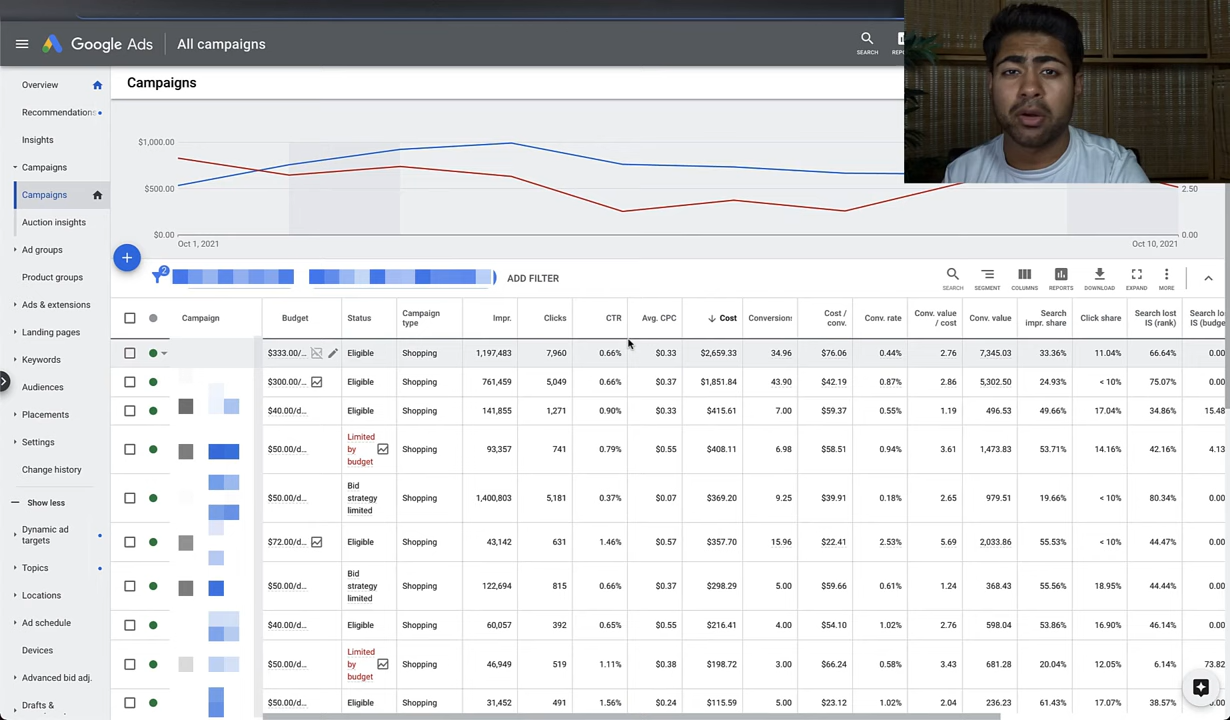 Google Ads All campaigns
SEARCH
Campaigns
Overview
Recommendations
Insights
Campaigns
Campaigns
Auction insights
Ad groups
Product groups
Ads & extensions
Landing pages
Keywords
Audiences
Placements
Settings
Change history
Show less
Dynamic ad
targets
Topics
Locations
Ad schedule
Devices
Advanced bid adj.
Drafts &
$1,000.00
$500.00
2.50
$0.00
0.00
Oct 1, 2021 Oct 10, 2021
2 ADD FILTER
SEARCH SEGMENT COLUMNS REPORTS DOWNLOAD EXPAND MORE
Campaign Budget Status Campaign type Impr. Clicks CTR Avg. CPC Cost Conversions Cost / conv. Conv. rate Conv. value / cost Conv. value Search impr. share Click share Search lost IS (rank) Search lost IS (budge
$333.00/... Eligible Shopping 1,197,483 7,960 0.66% $0.33 $2,659.33 34.96 $76.06 0.44% 2.76 7,345.03 33.36% 11.04% 66.64% 0.00
$300.00/... Eligible Shopping 761,459 5,049 0.66% $0.37 $1,851.84 43.90 $42.19 0.87% 2.86 5,302.50 24.93% < 10% 75.07% 0.00
$40.00/d... Eligible Shopping 141,855 1,271 0.90% $0.33 $415.61 7.00 $59.37 0.55% 1.19 496.53 49.66% 17.04% 34.86% 15.48
$50.00/d... Limited by budget Shopping 93,357 741 0.79% $0.55 $408.11 6.98 $58.51 0.94% 3.61 1,473.83 53.71% 14.16% 42.16% 4.13
$50.00/d... Bid strategy limited Shopping 1,400,803 5,181 0.37% $0.07 $369.20 9.25 $39.91 0.18% 2.65 979.51 19.66% < 10% 80.34% 0.00
$72.00/d... Eligible Shopping 43,142 631 1.46% $0.57 $357.70 15.96 $22.41 2.53% 5.69 2,033.86 55.53% < 10% 44.47% 0.00
$50.00/d... Bid strategy limited Shopping 122,694 815 0.66% $0.37 $298.29 5.00 $59.66 0.61% 1.24 368.43 55.56% 18.95% 44.44% 0.00
$40.00/d... Eligible Shopping 60,057 392 0.65% $0.55 $216.41 4.00 $54.10 1.02% 2.76 598.04 53.86% 16.90% 46.14% 0.00
$50.00/d... Limited by budget Shopping 46,949 519 1.11% $0.38 $198.72 3.00 $66.24 0.58% 3.43 681.28 20.04% 12.05% 6.14% 73.82
$50.00/d... Eligible Shopping 31,452 491 1.56% $0.24 $115.59 5.00 $23.12 1.02% 2.04 236.23 61.43% 17.07% 38.57% 0.00